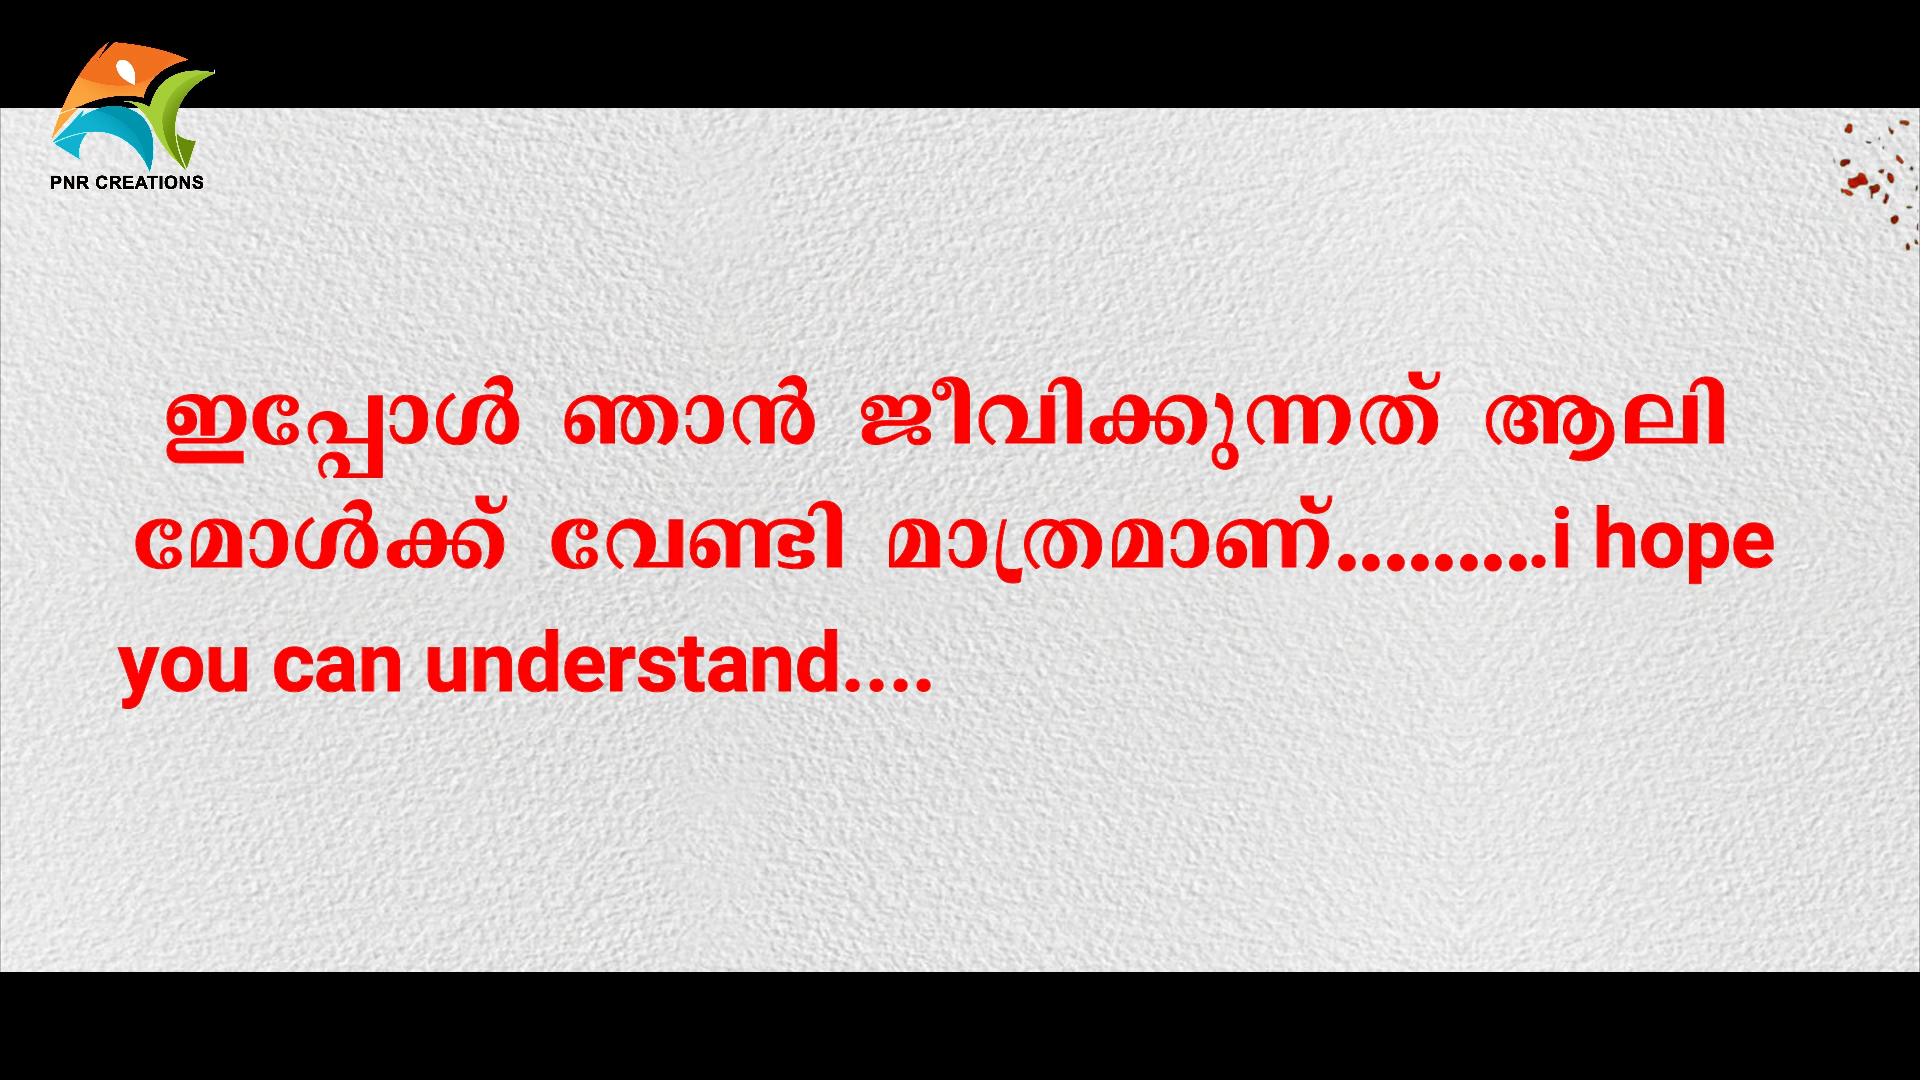 PNR CREATIONS
ഇപ്പോൾ ഞാൻ ജീവിക്കുന്നത് ആലി
മോൾക്ക് വേണ്ടി മാത്രമാണ്.........i hope
you can understand....